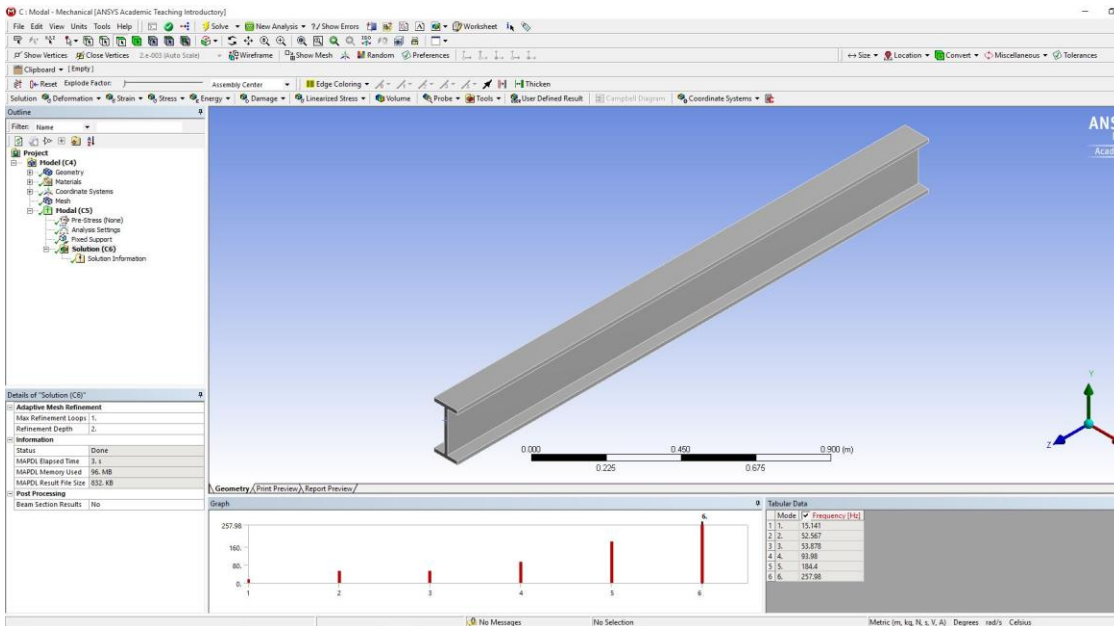 C : Modal - Mechanical [ANSYS Academic Teaching Introductory]
File Edit View Units Tools Help Solve New Analysis ?/ Show Errors Worksheet
Show Vertices Close Vertices 2.e-003 (Auto Scale) Wireframe Show Mesh Random Preferences Size Location Convert Miscellaneous Tolerances
Clipboard [Empty]
Reset Explode Factor: Assembly Center Edge Coloring Thicken
Solution Deformation Strain Stress Energy Damage Linearized Stress Volume Probe Tools User Defined Result Campbell Diagram Coordinate Systems
Outline
Filter: Name
Project
Model (C4)
Geometry
Materials
Coordinate Systems
Mesh
Modal (C5)
Pre-Stress (None)
Analysis Settings
Fixed Support
Solution (C6)
Solution Information
Details of "Solution (C6)"
Adaptive Mesh Refinement
Max Refinement Loops 1.
Refinement Depth 2.
Information
Status Done
MAPDL Elapsed Time 3. s
MAPDL Memory Used 96. MB
MAPDL Result File Size 832. KB
Post Processing
Beam Section Results No
ANS
Acad
Y
Z
0.000 0.450 0.900 (m)
0.225 0.675
Geometry Print Preview Report Preview
Graph
6.
257.98
160.
80.
0.
1 2 3 4 5 6
Tabular Data
Mode Frequency [Hz]
1 1. 15.141
2 2. 52.567
3 3. 53.878
4 4. 93.98
5 5. 184.4
6 6. 257.98
No Messages No Selection Metric (m, kg, N, s, V, A) Degrees rad/s Celsius